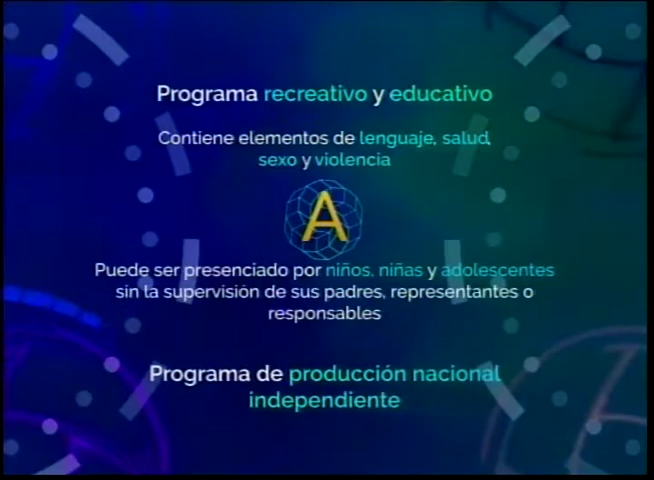 Programa recreativo y educativo
Contiene elementos de lenguaje, salud,
sexo y violencia
A
Puede ser presenciado por niños, niñas y adolescentes
sin la supervisión de sus padres, representantes o
responsables
Programa de producción nacional
independiente